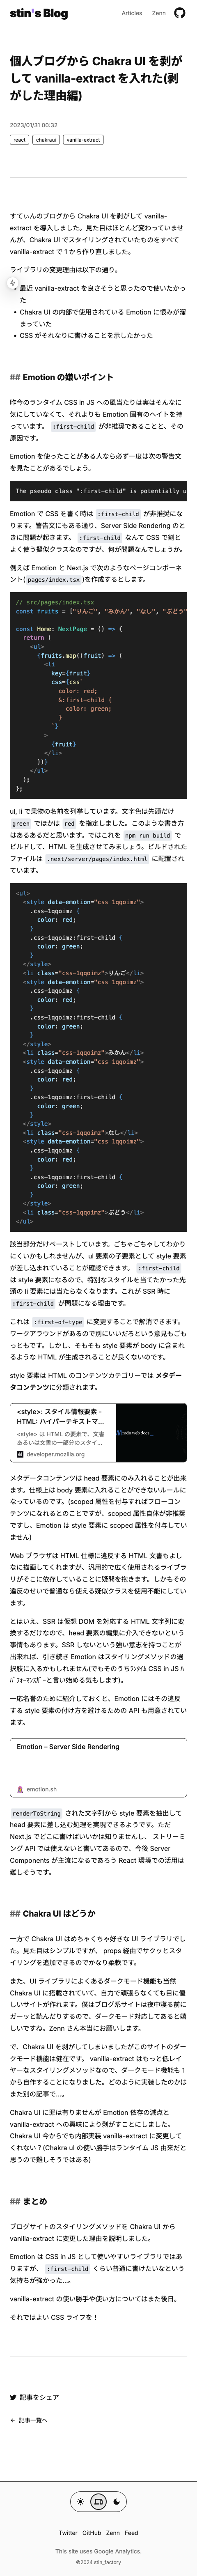 stin's Blog
Articles
Zenn
個人ブログから Chakra UI を剥が
して vanilla-extract を入れた(剥
がした理由編)
2023/01/31 00:32
react
chakraui
vanilla-extract
すてぃんのブログから Chakra UI を剥がして vanilla-
extract を導入しました。見た目はほとんど変わっていませ
んが、Chakra UI でスタイリングされていたものをすべて
vanilla-extract で 1 から作り直しました。
ライブラリの変更理由は以下の通り。
• 最近 vanilla-extract を良さそうと思ったので使いたかっ
た
• Chakra UI の内部で使用されている Emotion に恨みが溜
まっていた
• CSS がそれなりに書けることを示したかった
## Emotion の嫌いポイント
昨今のランタイム CSS in JS への風当たりは実はそんなに
気にしていなくて、それよりも Emotion 固有のヘイトを持
っています。 :first-child が非推奨であることと、その
原因です。
Emotion を使ったことがある人なら必ず一度は次の警告文
を見たことがあるでしょう。
The pseudo class ":first-child" is potentially u
Emotion で CSS を書く時は :first-child が非推奨にな
ります。警告文にもある通り、Server Side Rendering のと
きに問題が起きます。 :first-child なんて CSS で割とよ
よく使う擬似クラスなのですが、何が問題なんでしょうか。
例えば Emotion と Next.js で次のようなページコンポーネ
ント( pages/index.tsx )を作成するとします。
// src/pages/index.tsx
const fruits = ["りんご", "みかん", "なし", "ぶどう"
const Home: NextPage = () => {
return (
<ul>
{fruits.map((fruit) => (
<li
key={fruit}
css={css`
color: red;
&:first-child {
color: green;
}
`}
>
{fruit}
</li>
))}
</ul>
);
};
ul, li で果物の名前を列挙しています。文字色は先頭だけ
green でほかは red を指定しました。このような書き方
はあるあるだと思います。ではこれを npm run build で
ビルドして、HTML を生成させてみましょう。ビルドされた
ファイルは .next/server/pages/index.html に配置され
ています。
<ul>
<style data-emotion="css 1qqoimz">
.css-1qqoimz {
color: red;
}
.css-1qqoimz:first-child {
color: green;
}
</style>
<li class="css-1qqoimz">りんご</li>
<style data-emotion="css 1qqoimz">
.css-1qqoimz {
color: red;
}
.css-1qqoimz:first-child {
color: green;
}
</style>
<li class="css-1qqoimz">みかん</li>
<style data-emotion="css 1qqoimz">
.css-1qqoimz {
color: red;
}
.css-1qqoimz:first-child {
color: green;
}
</style>
<li class="css-1qqoimz">なし</li>
<style data-emotion="css 1qqoimz">
.css-1qqoimz {
color: red;
}
.css-1qqoimz:first-child {
color: green;
}
</style>
<li class="css-1qqoimz">ぶどう</li>
</ul>
該当部分だけペーストしています。ごちゃごちゃしてわかり
にくいかもしれませんが、ul 要素の子要素として style 要素
が差し込まれていることが確認できます。 :first-child
は style 要素になるので、特別なスタイルを当てたかった先
頭の li 要素には当たらなくなります。これが SSR 時に
:first-child が問題になる理由です。
これは :first-of-type に変更することで解消できます。
ワークアラウンドがあるので別にいいだろという意見もごも
っともです。しかし、そもそも style 要素が body に含まれ
るような HTML が生成されることが良くないのです。
style 要素は HTML のコンテンツカテゴリーでは メタデー
タコンテンツに分類されます。
<style>: スタイル情報要素 -
HTML: ハイパーテキストマ...
<style> は HTML の要素で、文書
あるいは文書の一部分のスタイ...
developer.mozilla.org
mdn web docs_
メタデータコンテンツは head 要素にのみ入れることが出来
ます。仕様上は body 要素に入れることができないルールに
なっているのです。(scoped 属性を付与すればフローコン
テンツになれるとのことですが、scoped 属性自体が非推奨
ですし、Emotion は style 要素に scoped 属性を付与してい
ません)
Web ブラウザは HTML 仕様に違反する HTML 文書もよし
なに描画してくれますが、汎用的で広く使用されるライブラ
リがそこに依存していることに疑問を抱きます。しかもその
違反のせいで普通なら使える疑似クラスを使用不能にしてい
ます。
とはいえ、SSR は仮想 DOM を対応する HTML 文字列に変
換するだけなので、head 要素の編集に介入できないという
事情もあります。SSR しないという強い意志を持つことが
出来れば、引き続き Emotion はスタイリングメソッドの選
択肢に入るかもしれません(でもそのうちﾗﾝﾀｲﾑ CSS in JS ﾊ
ﾊﾟﾌｫｰﾏﾝｽｶﾞｰと言い始める気もします)。
一応名誉のために紹介しておくと、Emotion にはその違反
する style 要素の付け方を避けるための API も用意されてい
ます。
Emotion – Server Side Rendering
emotion.sh
renderToString された文字列から style 要素を抽出して
head 要素に差し込む処理を実現できるようです。ただ
Next.js でどこに書けばいいかは知りませんし、 ストリーミ
ング API では使えないと書いてあるので、今後 Server
Components が主流になるであろう React 環境での活用は
難しそうです。
## Chakra UI はどうか
一方で Chakra UI はめちゃくちゃ好きな UI ライブラリでし
た。見た目はシンプルですが、 props 経由でサクッとスタ
イリングを追加できるのでかなり柔軟です。
また、UI ライブラリによくあるダークモード機能も当然
Chakra UI に搭載されていて、自力で頑張らなくても目に優
しいサイトが作れます。僕はブログ系サイトは夜中寝る前に
ガーッと読んだりするので、ダークモード対応してあると嬉
しいですね。Zenn さん本当にお願いします。
で、Chakra UI を剥がしてしまいましたがこのサイトのダー
クモード機能は健在です。 vanilla-extract はもっと低レイ
ヤーなスタイリングメソッドなので、ダークモード機能も 1
から自作することになりました。どのように実装したのかは
また別の記事で...。
Chakra UI に罪は有りませんが Emotion 依存の減点と
vanilla-extract への興味により剥がすことにしました。
Chakra UI 今からでも内部実装 vanilla-extract に変更して
くれない？(Chakra uI の使い勝手はランタイム JS 由来だと
思うので難しそうではある)
## まとめ
ブログサイトのスタイリングメソッドを Chakra UI から
vanilla-extract に変更した理由を説明しました。
Emotion は CSS in JS として使いやすいライブラリではあ
りますが、 :first-child くらい普通に書けたいなという
気持ちが強かった...。
vanilla-extract の使い勝手や使い方についてはまた後日。
それではよい CSS ライフを！
記事をシェア
← 記事一覧へ
Twitter
GitHub
Zenn
Feed
This site uses Google Analytics.
©2024 stin_factory